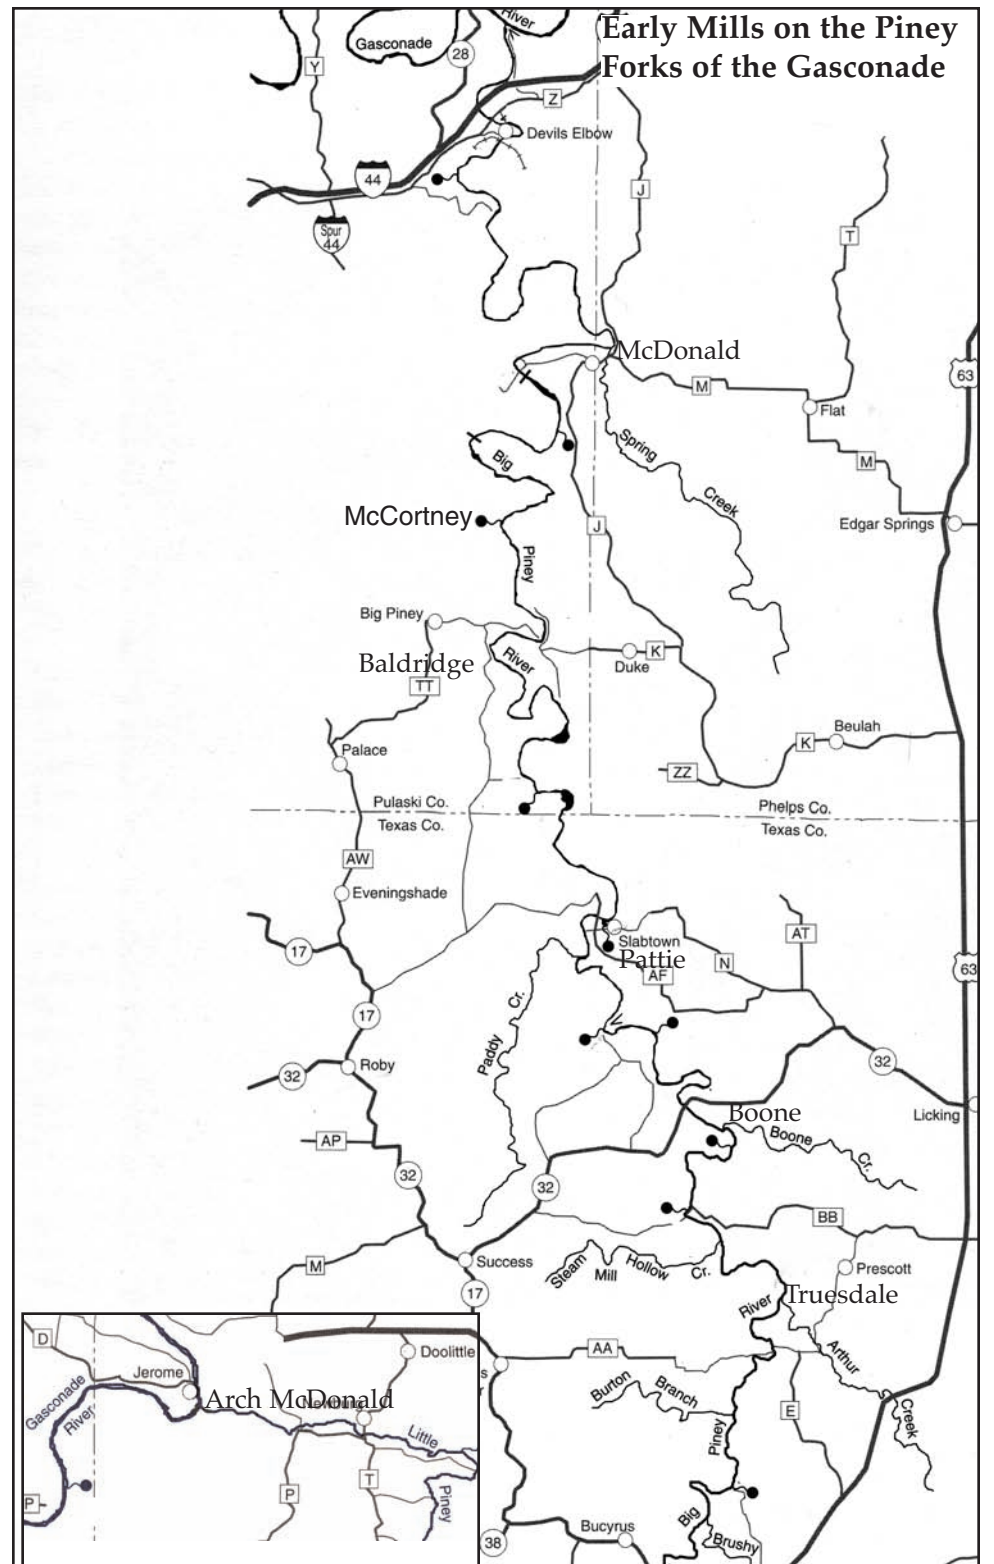 Early Mills on the Piney
Forks of the Gasconade
River
Gasconade
28
Y
Z
Devils Elbow
44
J
Spur
44
T
McDonald
63
M
Flat
Spring
Big
M
Creek
McCortney
Edgar Springs
J
Piney
Big Piney
Baldridge
River
K
Duke
TT
Beulah
K
Palace
ZZ
Pulaski Co.
Phelps Co.
Texas Co.
Texas Co.
AW
Eveningshade
AT
17
Slabtown
Pattie
N
63
AF
Cr.
17
Paddy
32
Roby
32
Licking
Boone
Boone
AP
Cr.
32
32
BB
Success
Steam
Mill
Hollow
Cr.
M
Prescott
17
River
Truesdale
D
Doolittle
AA
Arthur
Jerome
s
Gasconade
River
Arch McDonald
Newburg
Burton
Branch
Creek
E
Little
Piney
P
T
Piney
P
Big
Brushy
38
Bucyrus